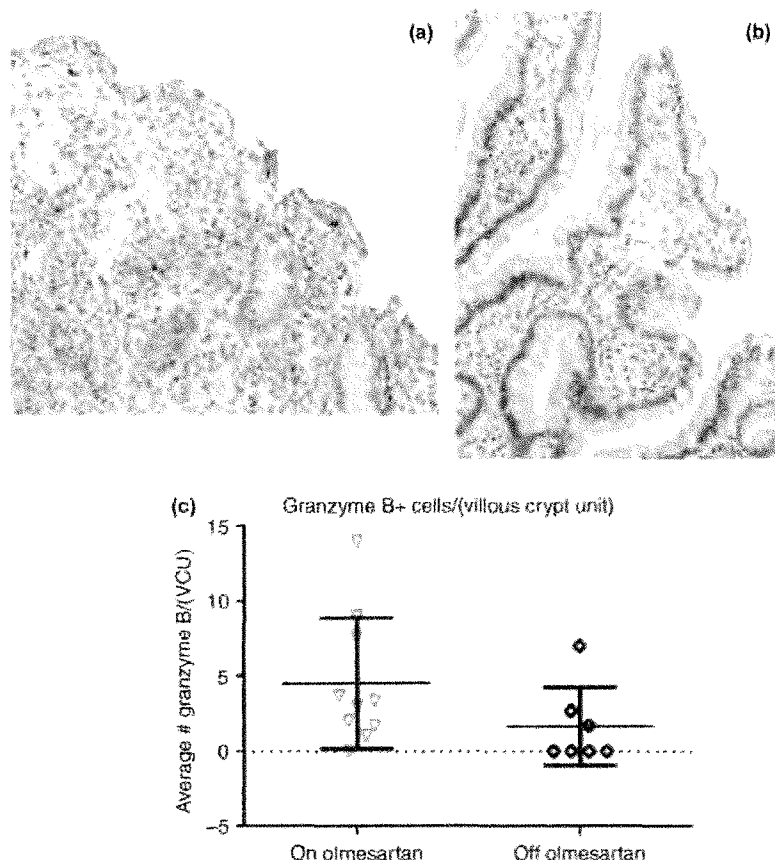 (a)
(b)
(c)
Granzyme B+ cells/(villous crypt unit)
Average # granzyme B/(VCU)
15
10
5
0
–5
On olmesartan
Off olmesartan